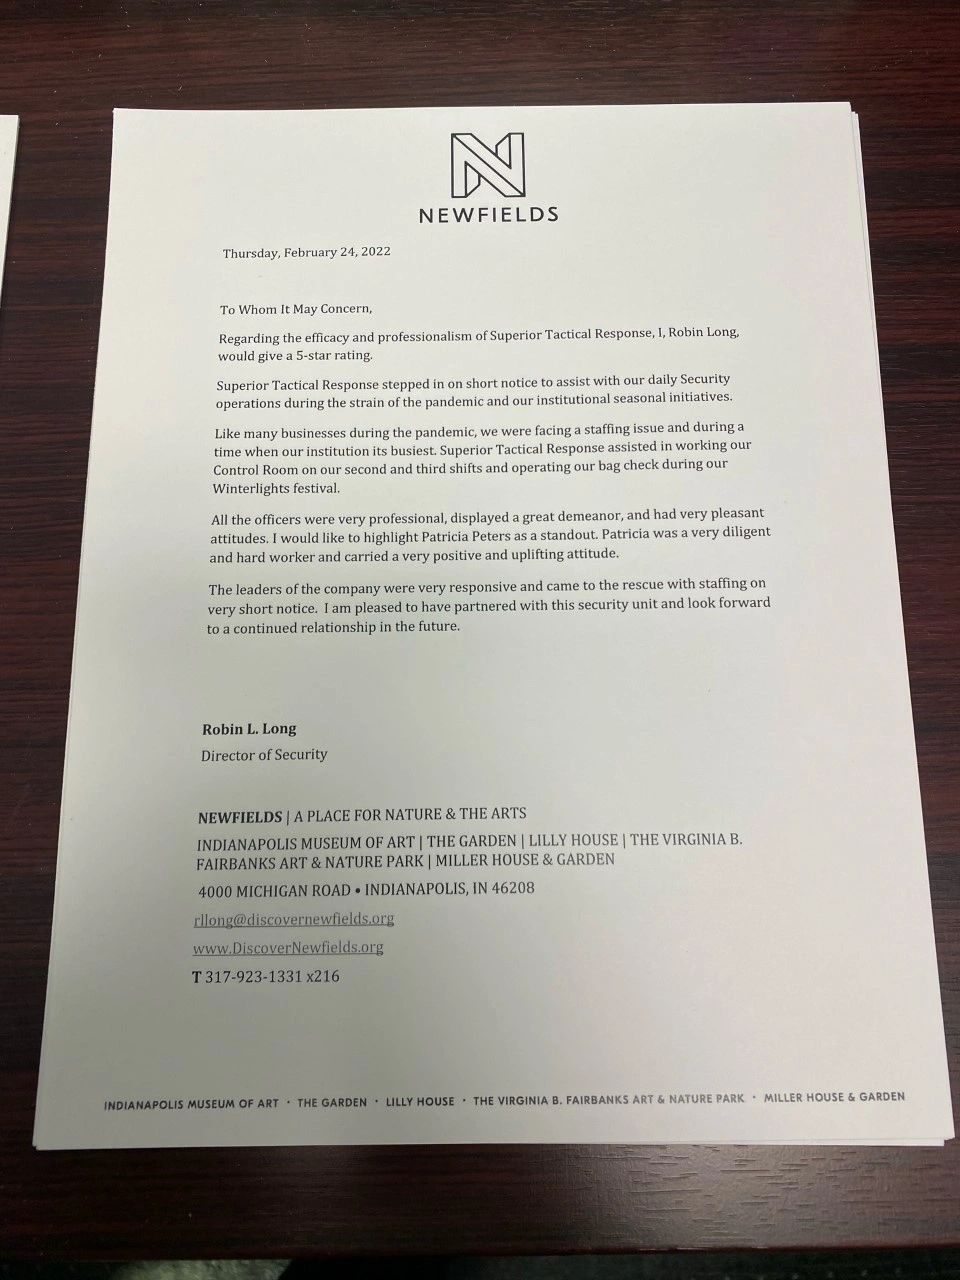 NEWFIELDS
Thursday, February 24, 2022
To Whom It May Concern,
Regarding the efficacy and professionalism of Superior Tactical Response, I, Robin Long,
would give a 5-star rating.
Superior Tactical Response stepped in on short notice to assist with our daily Security
operations during the strain of the pandemic and our institutional seasonal initiatives.
Like many businesses during the pandemic, we were facing a staffing issue and during a
time when our institution its busiest. Superior Tactical Response assisted in working our
Control Room on our second and third shifts and operating our bag check during our
Winterlights festival.
All the officers were very professional, displayed a great demeanor, and had very pleasant
attitudes. I would like to highlight Patricia Peters as a standout. Patricia was a very diligent
and hard worker and carried a very positive and uplifting attitude.
The leaders of the company were very responsive and came to the rescue with staffing on
very short notice.  I am pleased to have partnered with this security unit and look forward
to a continued relationship in the future.
Robin L. Long
Director of Security
NEWFIELDS | A PLACE FOR NATURE & THE ARTS
INDIANAPOLIS MUSEUM OF ART | THE GARDEN | LILLY HOUSE | THE VIRGINIA B.
FAIRBANKS ART & NATURE PARK | MILLER HOUSE & GARDEN
4000 MICHIGAN ROAD • INDIANAPOLIS, IN 46208
rllong@discovernewfields.org
www.DiscoverNewfields.org
T 317-923-1331 x216
INDIANAPOLIS MUSEUM OF ART · THE GARDEN · LILLY HOUSE · THE VIRGINIA B. FAIRBANKS ART & NATURE PARK · MILLER HOUSE & GARDEN